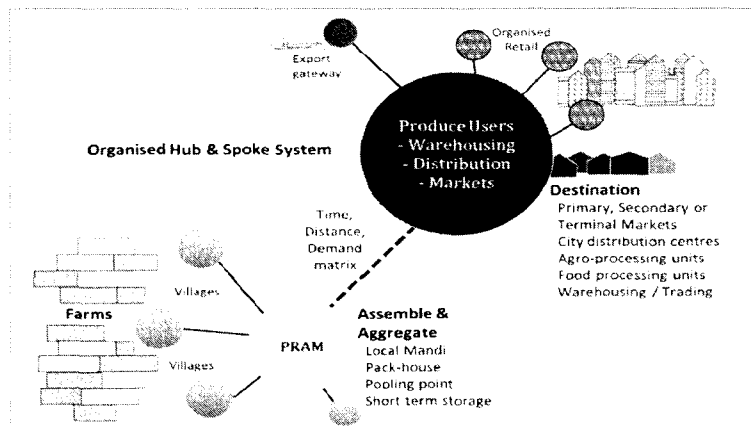 Export
gateway
Organised
Retail
Produce Users
- Warehousing
- Distribution
- Markets
Organised Hub & Spoke System
Destination
Primary, Secondary or
Terminal Markets
City distribution centres
Agro-processing units
Food processing units
Warehousing / Trading
Time,
Distance,
Demand
matrix
Villages
Farms
Villages
PRAM
Assemble &
Aggregate
Local Mandi
Pack-house
Pooling point
Short term storage